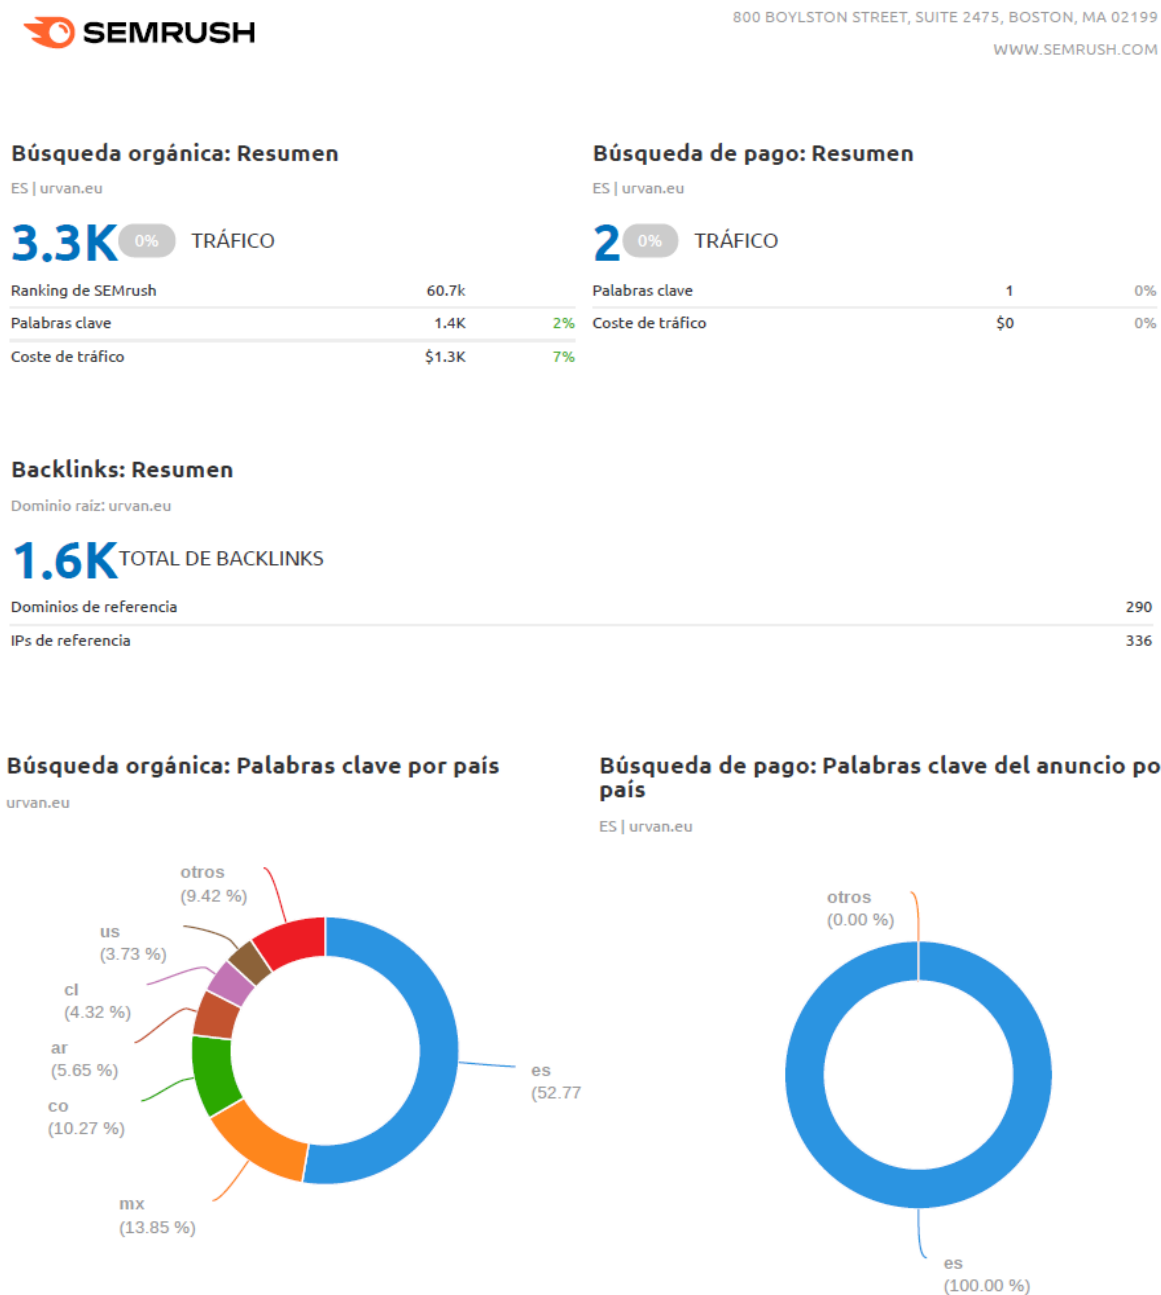 SEMRUSH
800 BOYLSTON STREET, SUITE 2475, BOSTON, MA 02199
WWW.SEMRUSH.COM
Búsqueda orgánica: Resumen
ES | urvan.eu
3.3K 0% TRÁFICO
Ranking de SEMrush 60.7k
Palabras clave 1.4K 2%
Coste de tráfico $1.3K 7%
Búsqueda de pago: Resumen
ES | urvan.eu
2 0% TRÁFICO
Palabras clave 1 0%
Coste de tráfico $0 0%
Backlinks: Resumen
Dominio raíz: urvan.eu
1.6K TOTAL DE BACKLINKS
Dominios de referencia 290
IPs de referencia 336
Búsqueda orgánica: Palabras clave por país
urvan.eu
otros
(9.42 %)
us
(3.73 %)
cl
(4.32 %)
ar
(5.65 %)
co
(10.27 %)
mx
(13.85 %)
es
(52.77
Búsqueda de pago: Palabras clave del anuncio po
país
ES | urvan.eu
otros
(0.00 %)
es
(100.00 %)